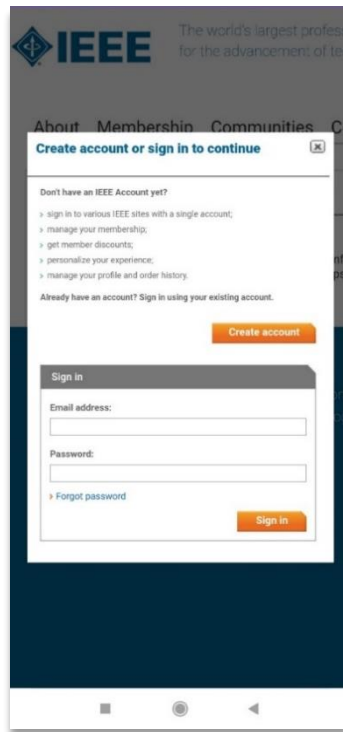 IEEE
The world's largest profes
for the advancement of te
About Membership Communities C
Create account or sign in to continue
Don't have an IEEE Account yet?
sign in to various IEEE sites with a single account;
manage your membership;
get member discounts;
personalize your experience;
manage your profile and order history.
Already have an account? Sign in using your existing account.
Create account
Sign in
Email address:
Password:
Forgot password
Sign in